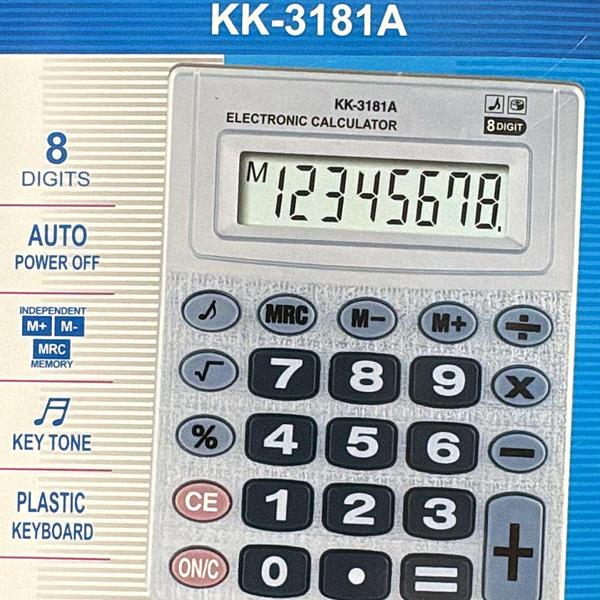 KK-3181A
8
DIGITS
AUTO
POWER OFF
INDEPENDENT
M+ M-
MRC
MEMORY
KEY TONE
PLASTIC
KEYBOARD
KK-3181A
ELECTRONIC CALCULATOR
8 DIGIT
M 12345678.
♪ MRC M− M+ ÷
√ 7 8 9 X
% 4 5 6 −
CE 1 2 3 +
ON/C 0 • =